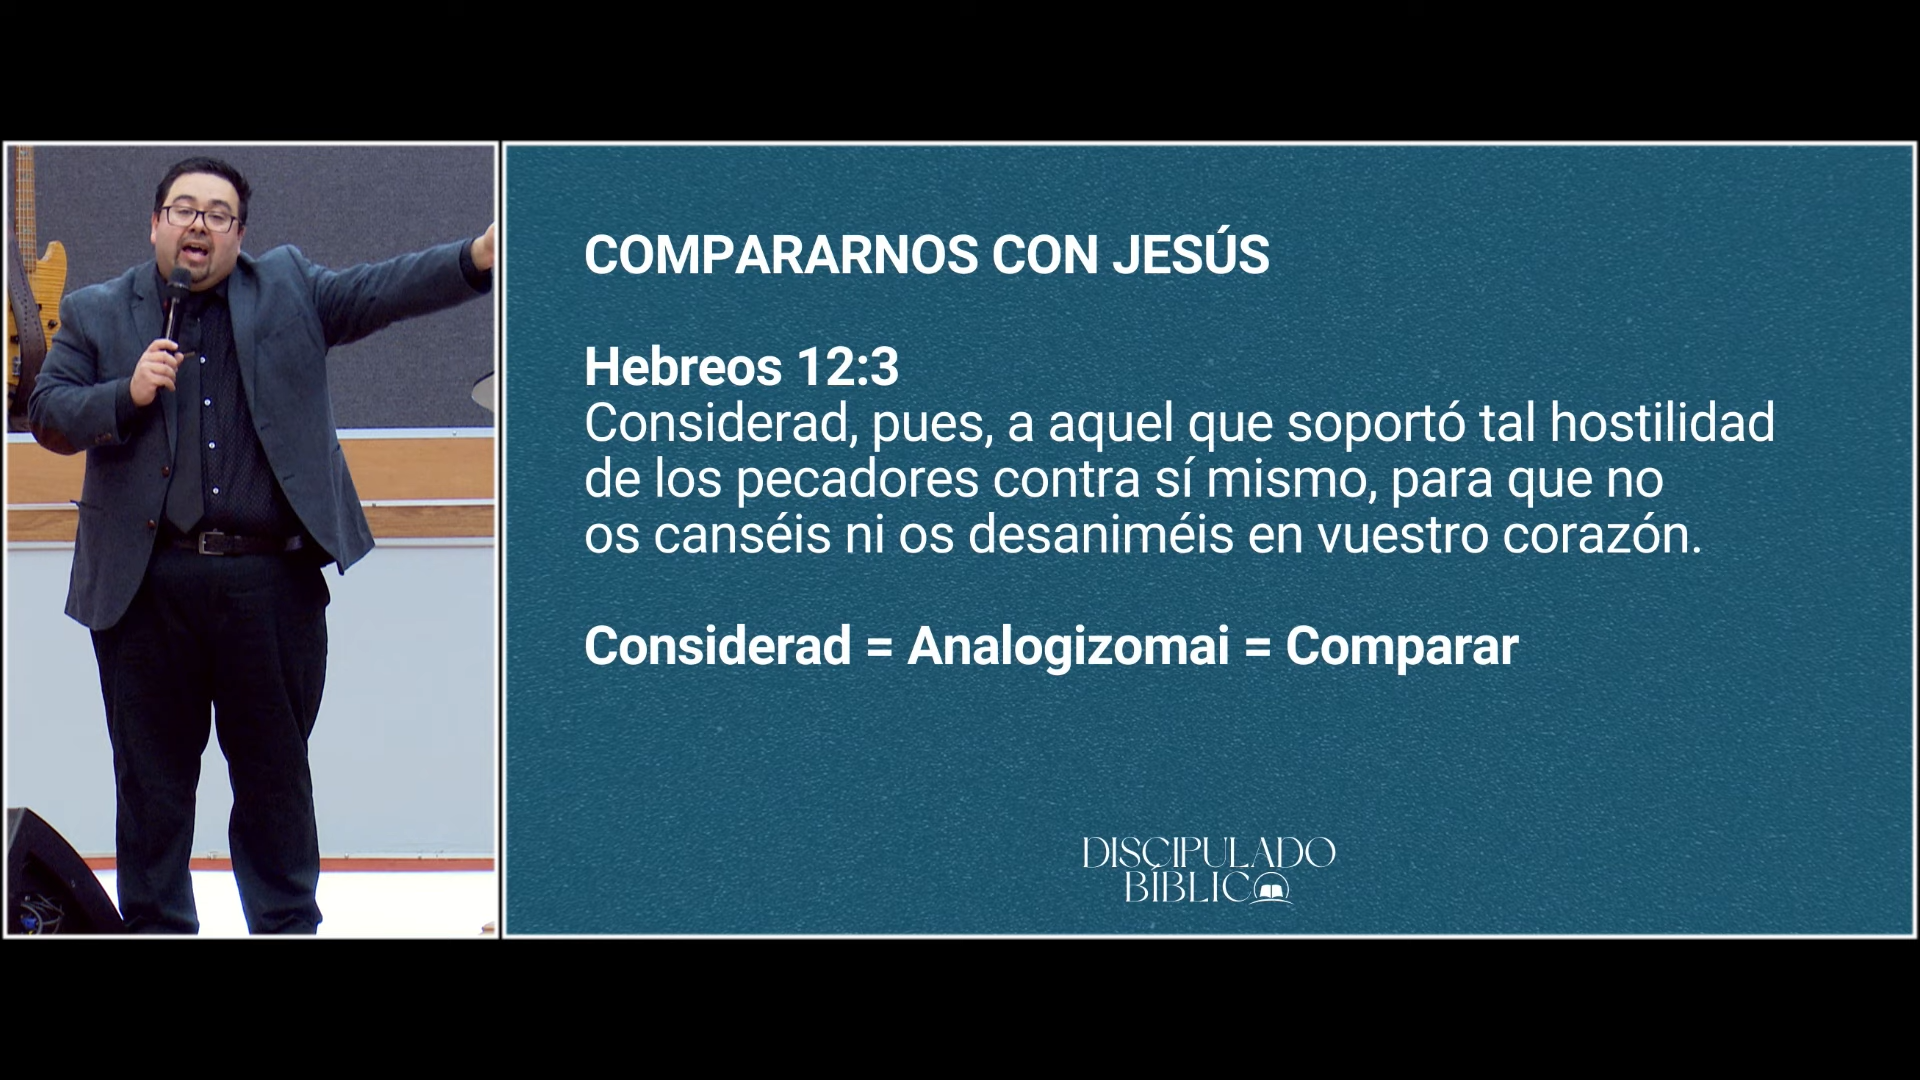 COMPARARNOS CON JESÚS
Hebreos 12:3
Considerad, pues, a aquel que soportó tal hostilidad
de los pecadores contra sí mismo, para que no
os canséis ni os desaniméis en vuestro corazón.
Considerad = Analogizomai = Comparar
DISCIPULADO
BÍBLICO